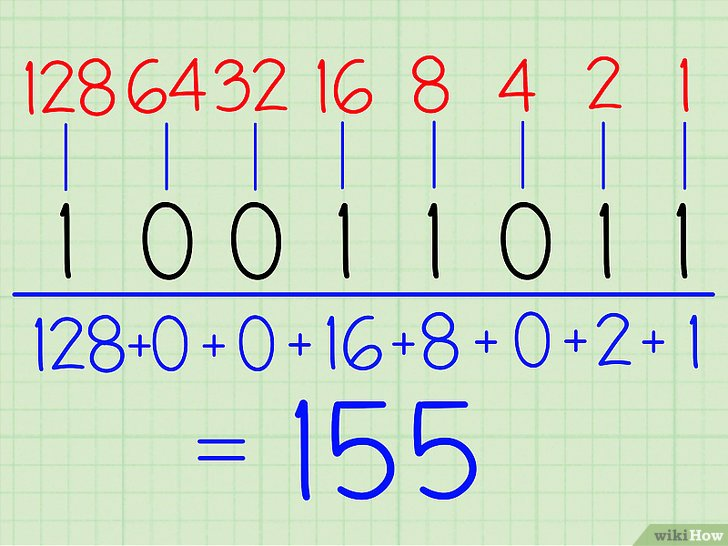 128 64 32 16 8 4 2 1
1 0 0 1 1 0 1 1
128+0 + 0 + 16 +8 + 0 + 2 + 1
= 155
wikiHow